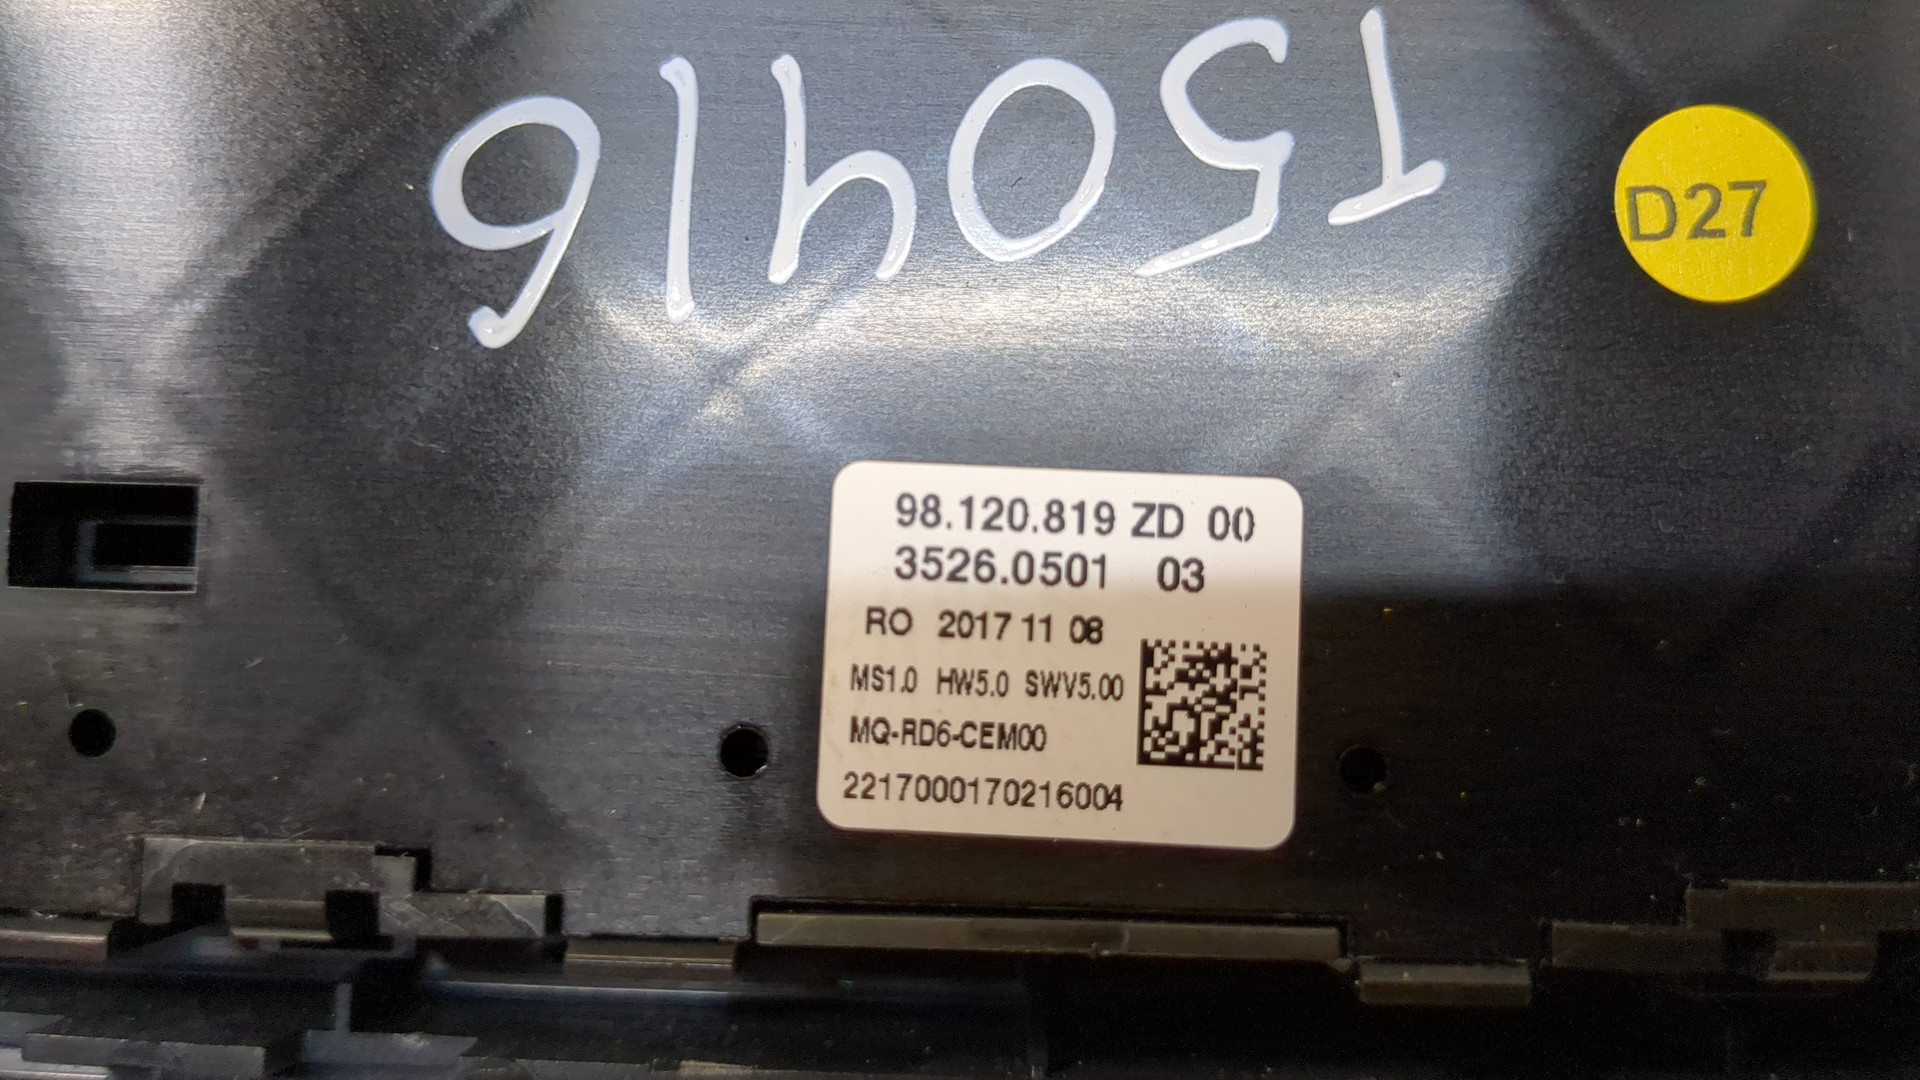 T50416
D27
98.120.819 ZD 00
3526.0501 03
RO 2017 11 08
MS1.0 HW5.0 SWV5.00
MQ-RD6-CEM00
2217000170216004